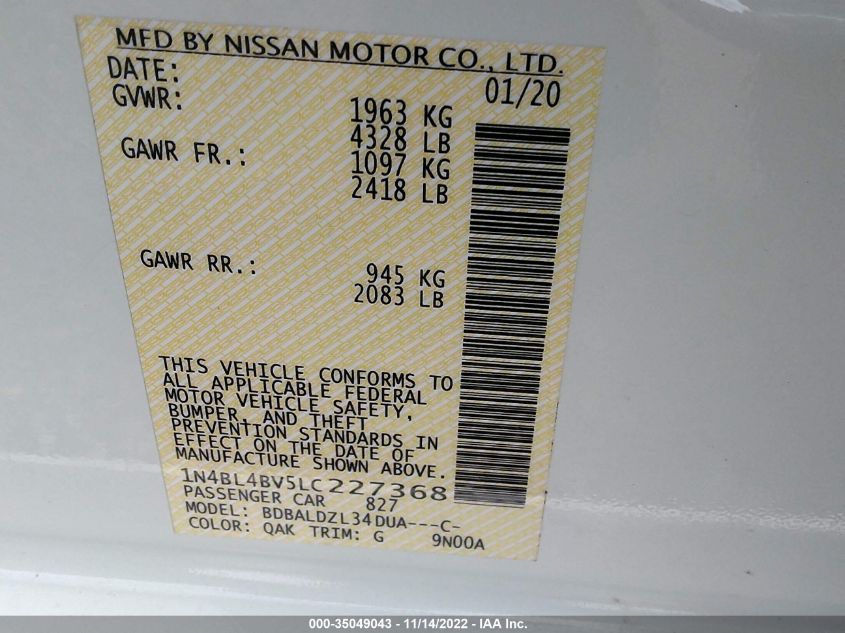 MFD BY NISSAN MOTOR CO., LTD.
DATE: 01/20
GVWR: 1963 KG
4328 LB
GAWR FR.: 1097 KG
2418 LB
GAWR RR.: 945 KG
2083 LB
THIS VEHICLE CONFORMS TO
ALL APPLICABLE FEDERAL
MOTOR VEHICLE SAFETY,
BUMPER, AND THEFT
PREVENTION STANDARDS IN
EFFECT ON THE DATE OF
MANUFACTURE SHOWN ABOVE.
1N4BL4BV5LC227368
PASSENGER CAR 827
MODEL: BDBALDZL34DUA---C-
COLOR: QAK TRIM: G 9N00A
000-35049043 - 11/14/2022 - IAA Inc.